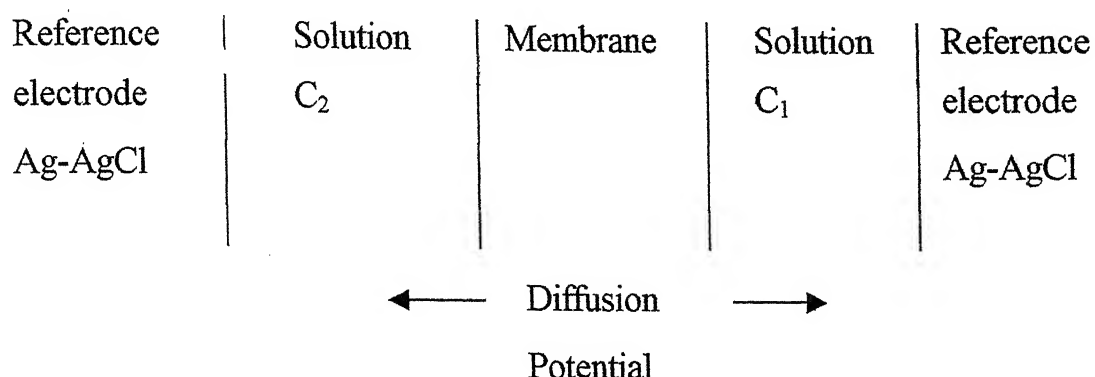 Reference Solution Membrane Solution Reference
electrode C₂ C₁ electrode
Ag-AgCl Ag-AgCl
Diffusion
Potential